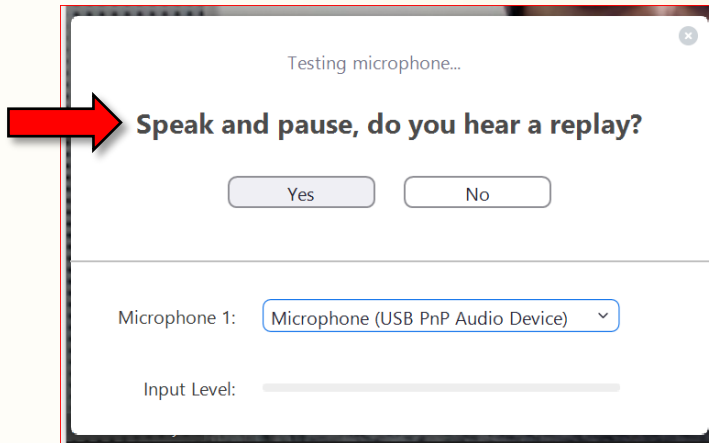 Testing microphone...
Speak and pause, do you hear a replay?
Yes No
Microphone 1: Microphone (USB PnP Audio Device)
Input Level: